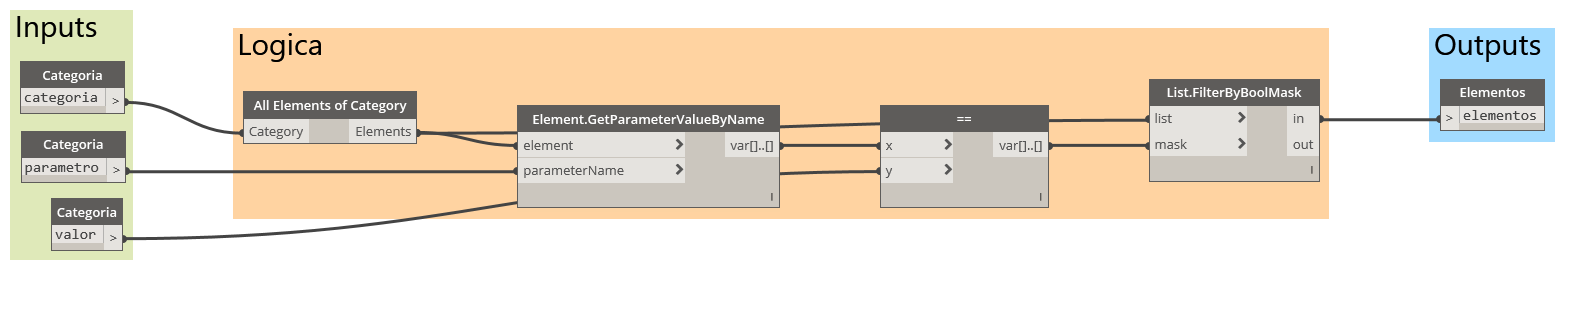 Inputs
Categoria
categoria >
Categoria
parametro >
Categoria
valor >
Logica
All Elements of Category
Category Elements
Element.GetParameterValueByName
element > var[]..[]
parameterName >
l
==
x > var[]..[]
y >
l
List.FilterByBoolMask
list > in
mask > out
l
Outputs
Elementos
> elementos